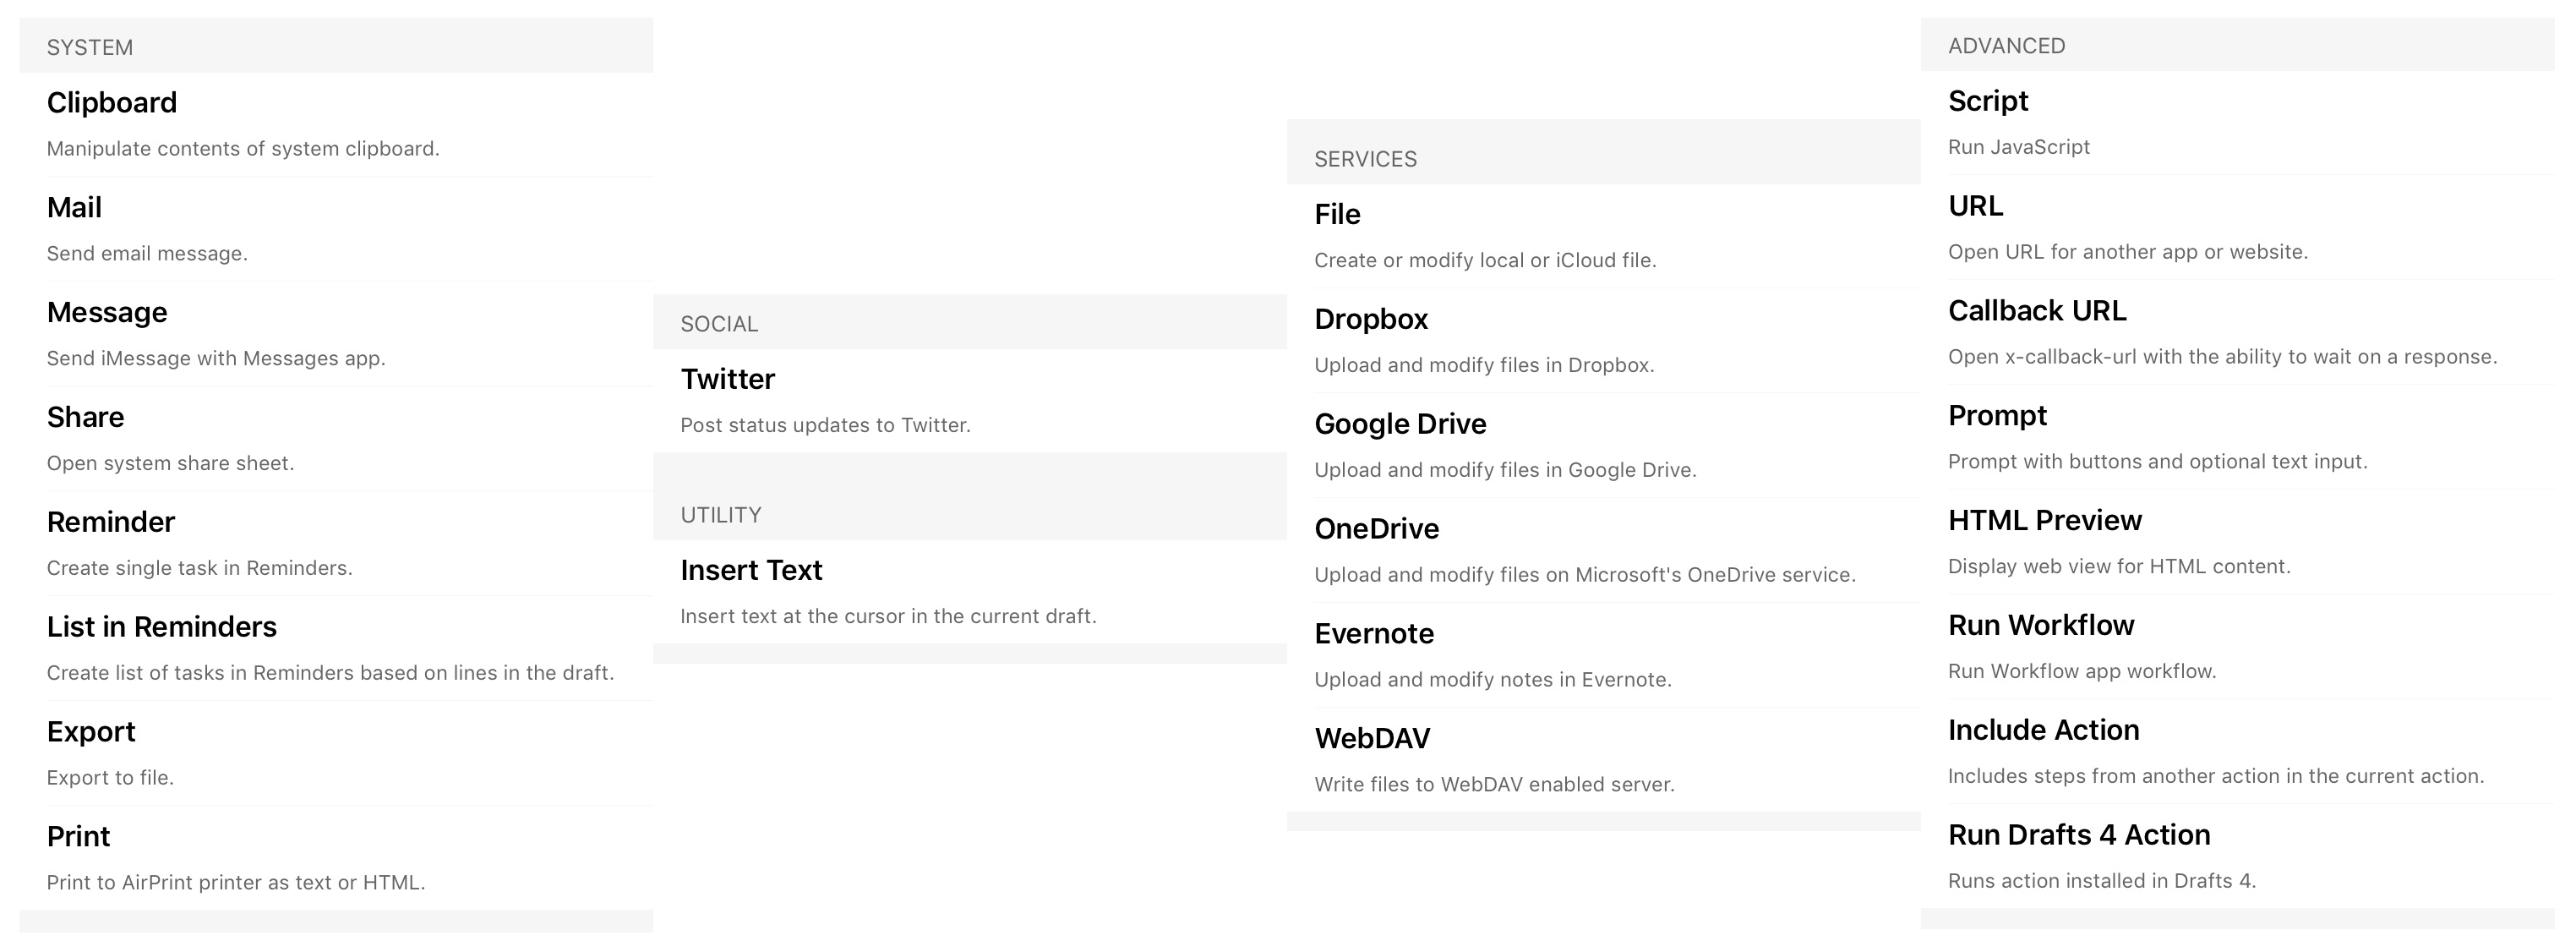 SYSTEM
Clipboard
Manipulate contents of system clipboard.
Mail
Send email message.
Message
Send iMessage with Messages app.
Share
Open system share sheet.
Reminder
Create single task in Reminders.
List in Reminders
Create list of tasks in Reminders based on lines in the draft.
Export
Export to file.
Print
Print to AirPrint printer as text or HTML.
SOCIAL
Twitter
Post status updates to Twitter.
UTILITY
Insert Text
Insert text at the cursor in the current draft.
SERVICES
File
Create or modify local or iCloud file.
Dropbox
Upload and modify files in Dropbox.
Google Drive
Upload and modify files in Google Drive.
OneDrive
Upload and modify files on Microsoft's OneDrive service.
Evernote
Upload and modify notes in Evernote.
WebDAV
Write files to WebDAV enabled server.
ADVANCED
Script
Run JavaScript
URL
Open URL for another app or website.
Callback URL
Open x-callback-url with the ability to wait on a response.
Prompt
Prompt with buttons and optional text input.
HTML Preview
Display web view for HTML content.
Run Workflow
Run Workflow app workflow.
Include Action
Includes steps from another action in the current action.
Run Drafts 4 Action
Runs action installed in Drafts 4.